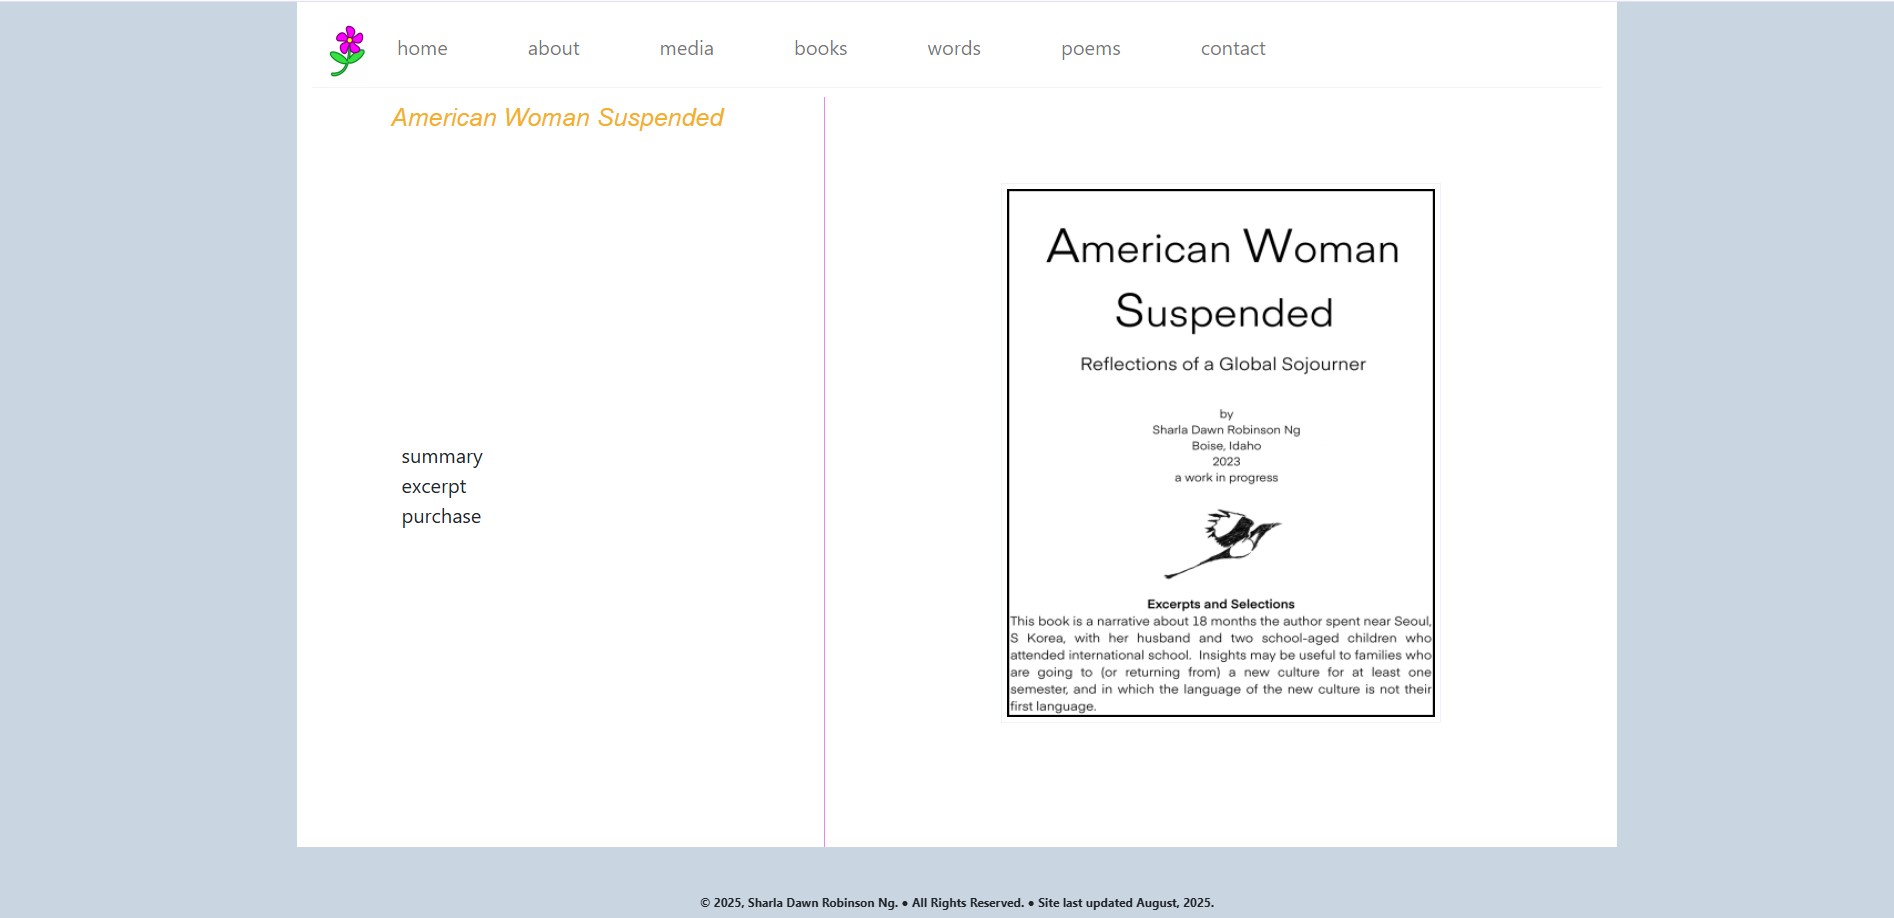 home about media books words poems contact
American Woman Suspended
summary
excerpt
purchase
American Woman
Suspended
Reflections of a Global Sojourner
by
Sharla Dawn Robinson Ng
Boise, Idaho
2023
a work in progress
Excerpts and Selections
This book is a narrative about 18 months the author spent near Seoul,
S Korea, with her husband and two school-aged children who
attended international school. Insights may be useful to families who
are going to (or returning from) a new culture for at least one
semester, and in which the language of the new culture is not their
first language.
© 2025, Sharla Dawn Robinson Ng. ● All Rights Reserved. ● Site last updated August, 2025.